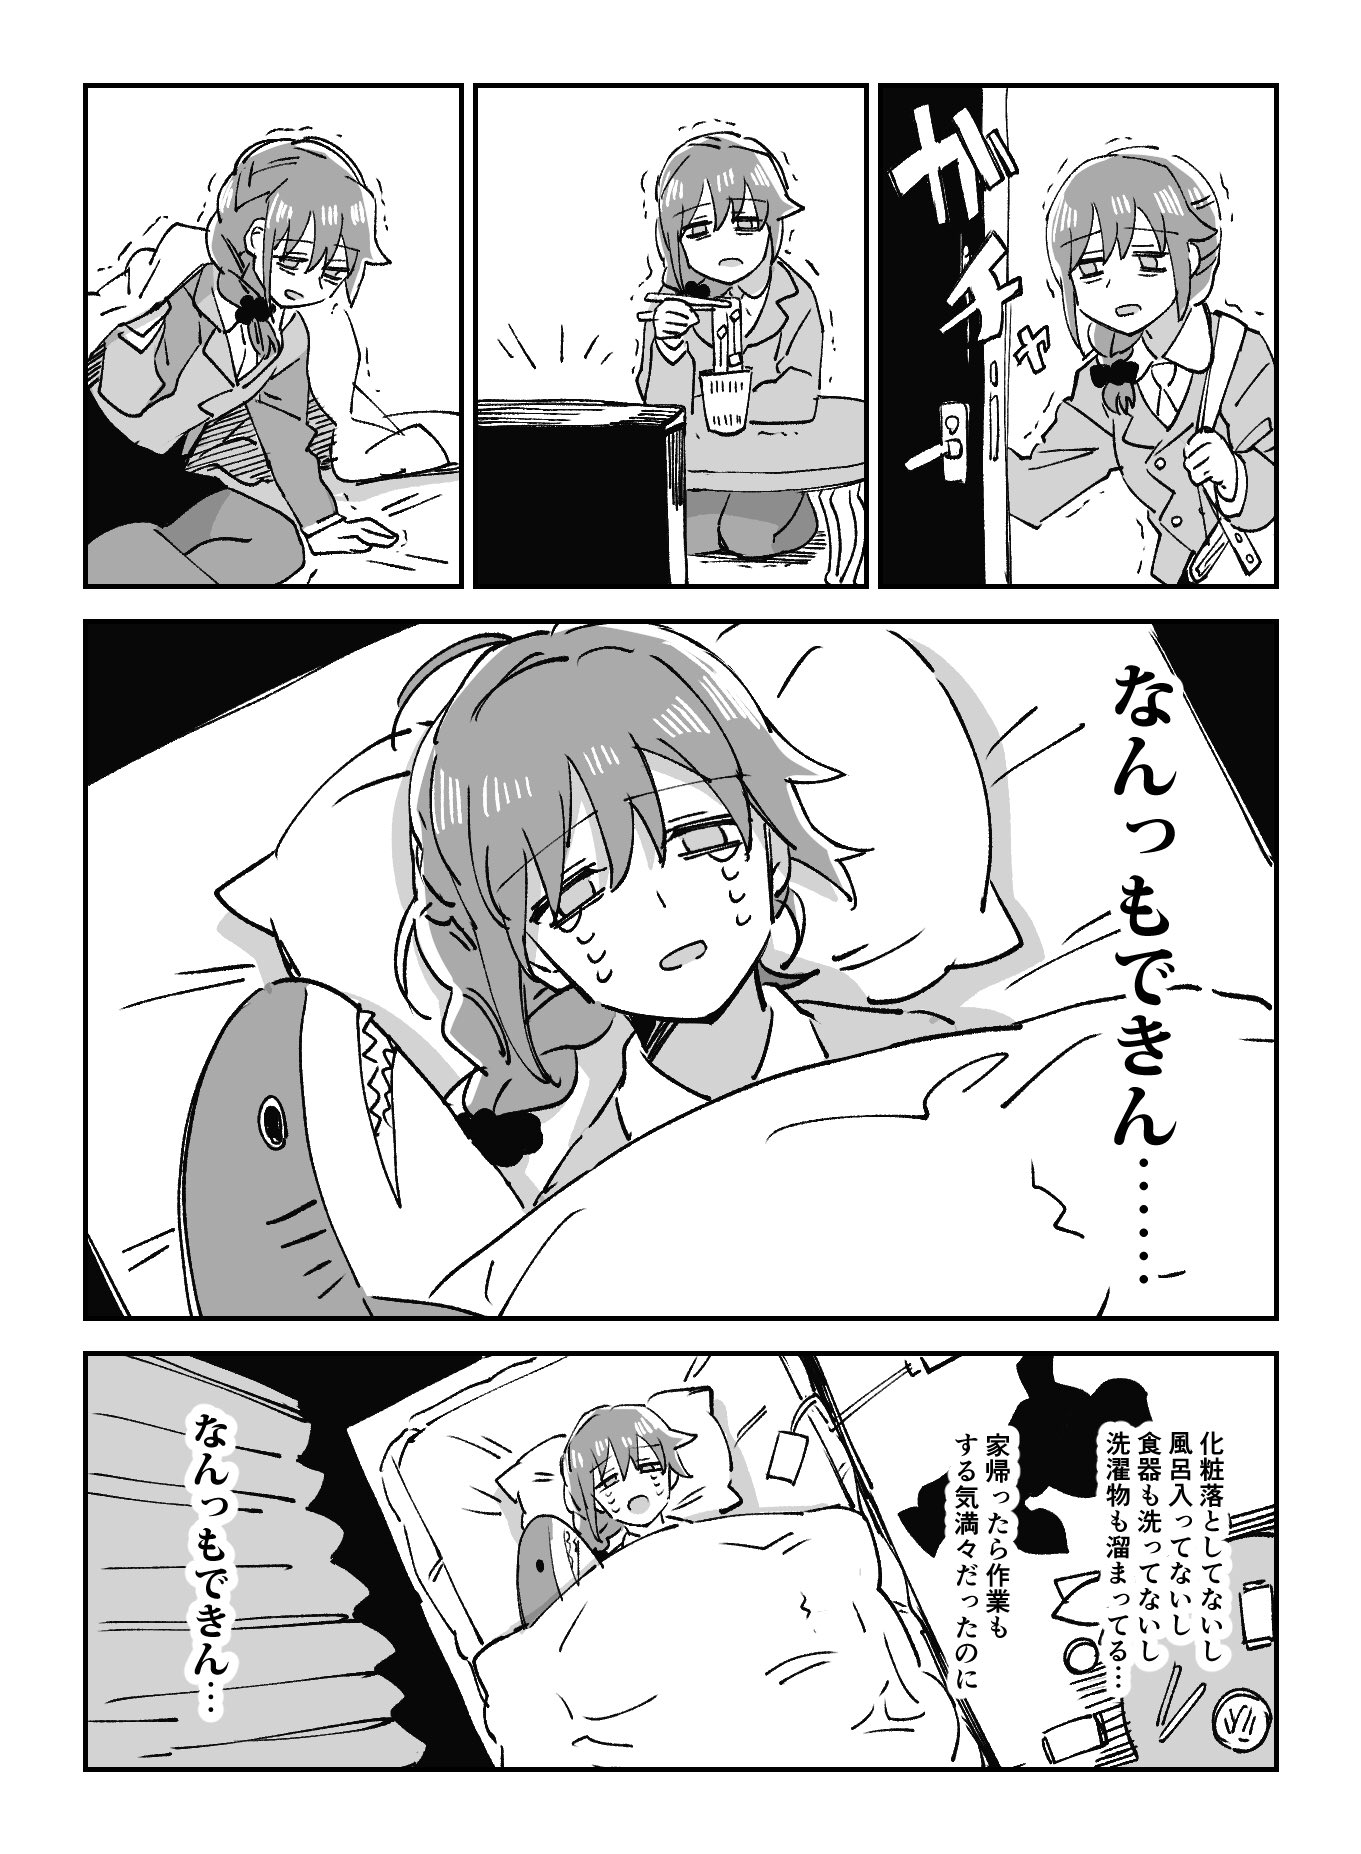 ガチャ
なんっもできん……
化粧落としてないし
風呂入ってないし
食器も洗ってないし
洗濯物も溜まってる…
家帰ったら作業も
する気満々だったのに
なんっもできん…